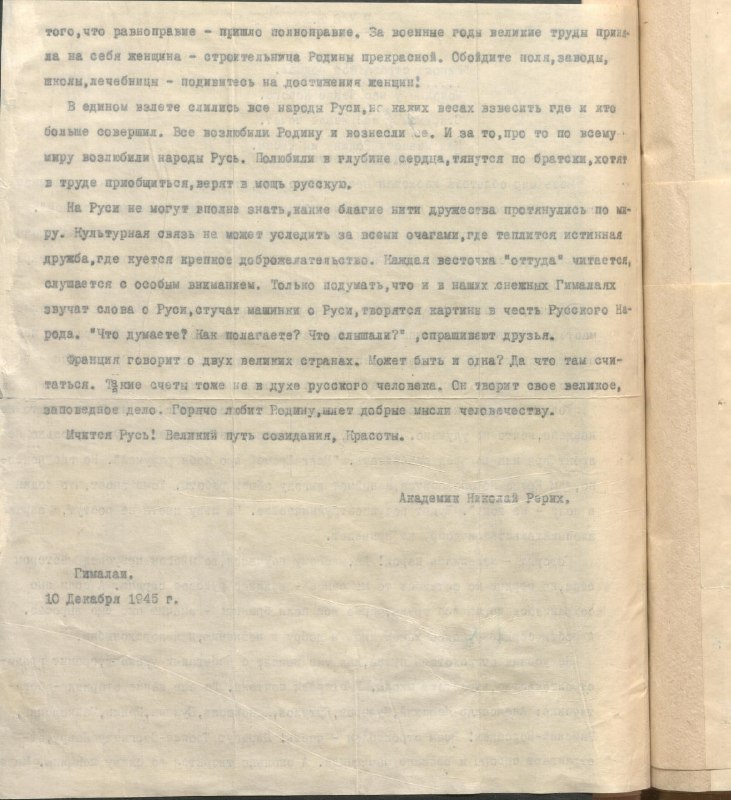 того,что равноправие - пришло полноправие. За военные годы великие труды приня-
ла на себя женщина - строительница Родины прекрасной. Обойдите поля,заводы,
школы,лечебницы - подивитесь на достижения женщин!
В едином взлете слились все народы Руси,на каких весах взвесить где и кто
больше совершил. Все возлюбили Родину и вознесли ее. И за то,про то по всему
миру возлюбили народы Русь. Полюбили в глубине сердца,тянутся по братски,хотят
в труде приобщиться,верят в мощь русскую.
На Руси не могут вполне знать,какие благие нити дружества протянулись по ми-
ру. Культурная связь не может уследить за всеми очагами,где теплится истинная
дружба,где куется крепкое доброжелательство. Каждая весточка "оттуда" читается,
слушается с особым вниманием. Только подумать,что и в наших снежных Гималаях
звучат слова о Руси,стучат машинки о Руси,творятся картины в честь Русского На-
рода. "Что думаете? Как полагаете? Что слышали?" ,спрашивают друзья.
Франция говорит о двух великих странах. Может быть и одна? Да что там счи-
таться. Такие счеты тоже не в духе русского человека. Он творит свое великое,
заповедное дело. Горячо любит Родину,шлет добрые мысли человечеству.
Мчится Русь! Великий путь созидания, Красоты.
Академик Николай Рерих.
Гималаи.
10 Декабря 1945 г.